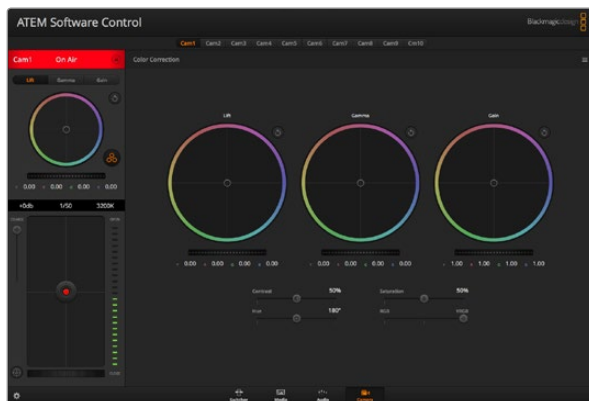 ATEM Software Control
Blackmagicdesign
Cam1 Cam2 Cam3 Cam4 Cam5 Cam6 Cam7 Cam8 Cam9 Cm10
Cam1 On Air
Color Correction
Lift Gamma Gain
0.00 0.00 0.00 0.00
+0db 1/50 3200K
Lift Gamma Gain
0.00 0.00 0.00 0.00
0.00 0.00 0.00 0.00
1.00 1.00 1.00 1.00
Contrast 50%
Saturation 50%
Hue 180°
Switcher Media Audio Camera